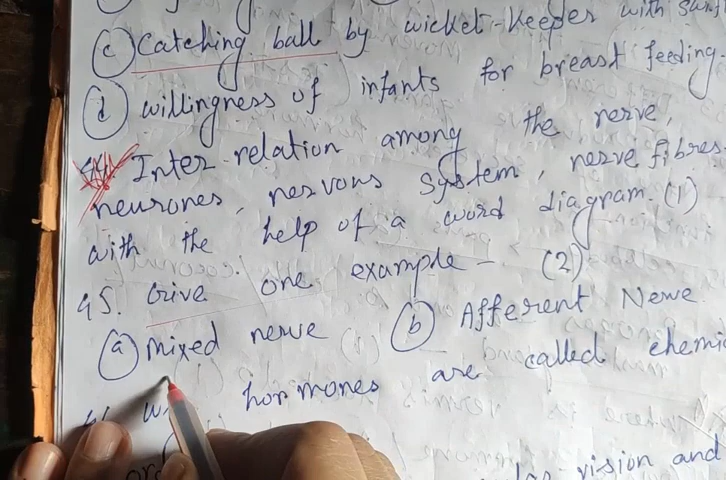 (c) Catching ball by wicket-keeper with
(d) willingness of infants for breast feeding.
Inter-relation among the nerve,
neurones, nervous system, nerve fibres
with the help of a word diagram. (1)
45. Give one example - (2)
(a) mixed nerve (b) Afferent Nerve
hormones are called chemic
vision and